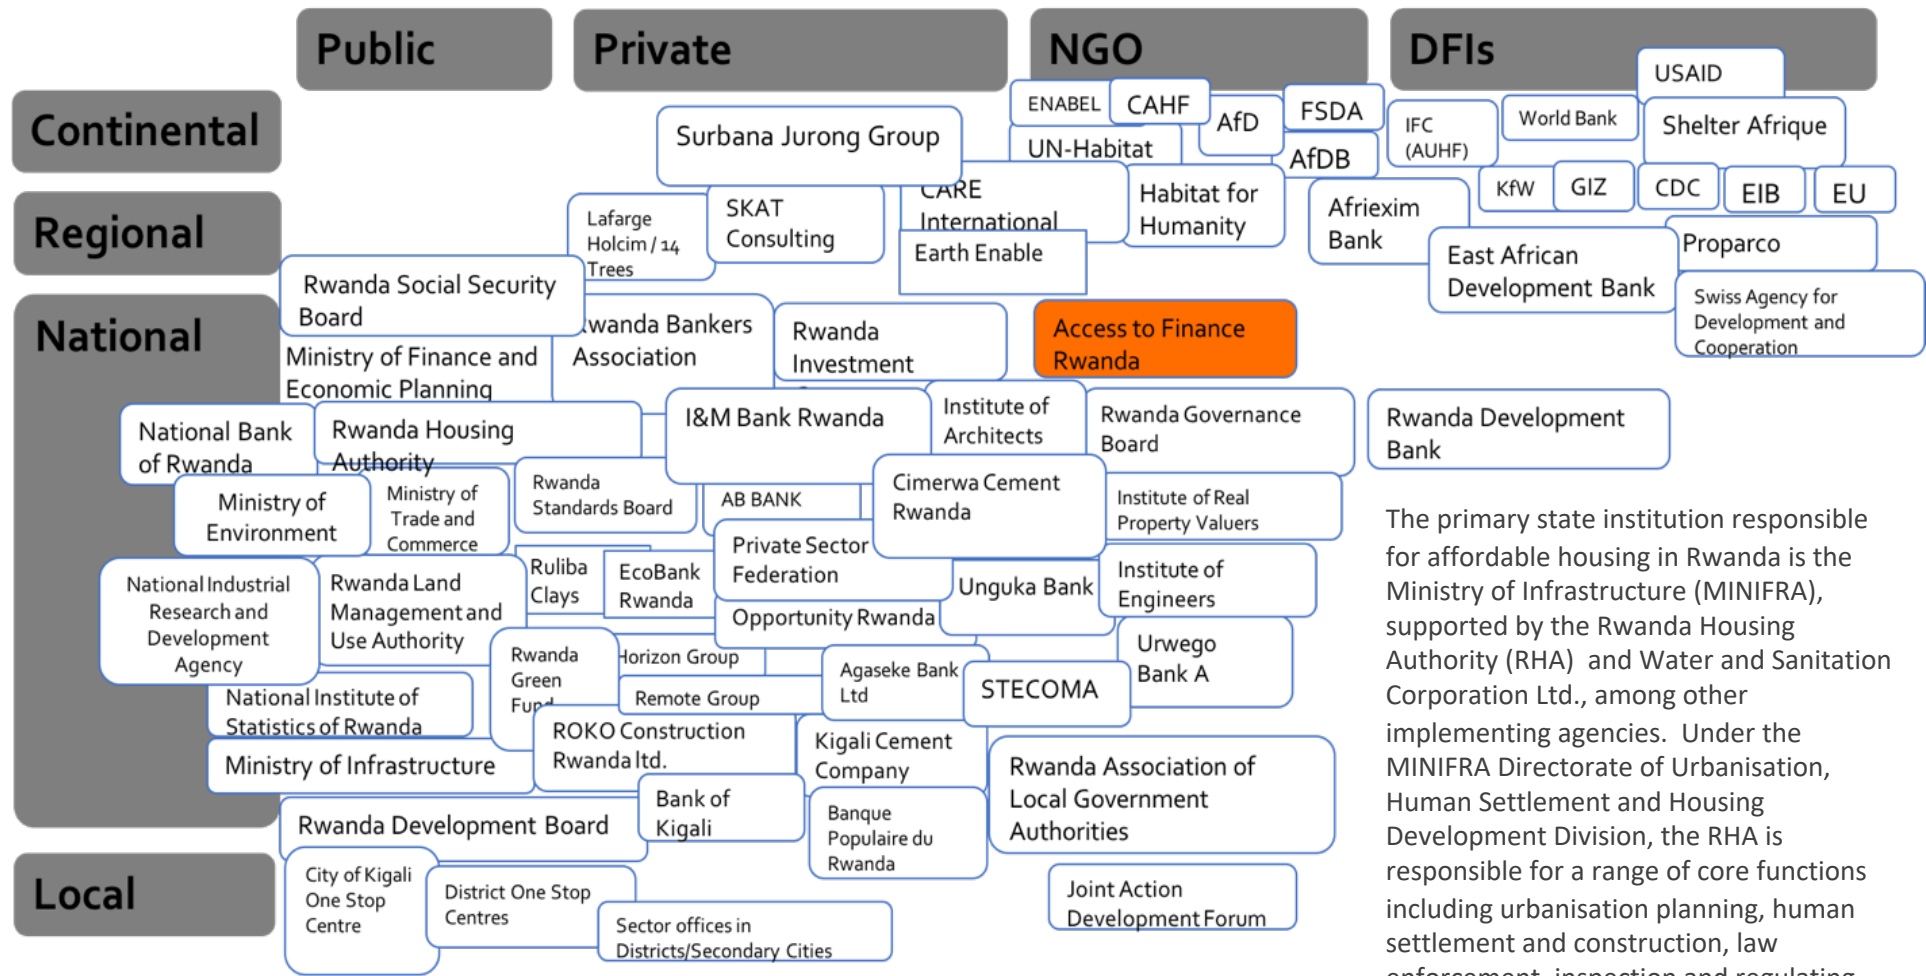 Public
Private
NGO
DFIs
Continental
Regional
National
Local
USAID
ENABEL
CAHF
AfD
FSDA
IFC
(AUHF)
World Bank
Shelter Afrique
Surbana Jurong Group
UN-Habitat
AfDB
KfW
GIZ
CDC
EIB
EU
Lafarge
Holcim / 14
Trees
SKAT
Consulting
CARE
International
Habitat for
Humanity
Afriexim
Bank
Earth Enable
East African
Development Bank
Proparco
Swiss Agency for
Development and
Cooperation
Rwanda Social Security
Board
Rwanda Bankers
Association
Rwanda
Investment
Access to Finance
Rwanda
Ministry of Finance and
Economic Planning
National Bank
of Rwanda
Rwanda Housing
Authority
I&M Bank Rwanda
Institute of
Architects
Rwanda Governance
Board
Rwanda Development
Bank
Ministry of
Environment
Ministry of
Trade and
Commerce
Rwanda
Standards Board
AB BANK
Cimerwa Cement
Rwanda
Institute of Real
Property Valuers
Private Sector
Federation
National Industrial
Research and
Development
Agency
Rwanda Land
Management and
Use Authority
Ruliba
Clays
EcoBank
Rwanda
Opportunity Rwanda
Unguka Bank
Institute of
Engineers
Rwanda
Green
Fund
Horizon Group
Remote Group
Agaseke Bank
Ltd
STECOMA
Urwego
Bank A
National Institute of
Statistics of Rwanda
Ministry of Infrastructure
ROKO Construction
Rwanda ltd.
Kigali Cement
Company
Rwanda Association of
Local Government
Authorities
Rwanda Development Board
Bank of
Kigali
Banque
Populaire du
Rwanda
City of Kigali
One Stop
Centre
District One Stop
Centres
Sector offices in
Districts/Secondary Cities
Joint Action
Development Forum
The primary state institution responsible
for affordable housing in Rwanda is the
Ministry of Infrastructure (MINIFRA),
supported by the Rwanda Housing
Authority (RHA) and Water and Sanitation
Corporation Ltd., among other
implementing agencies. Under the
MINIFRA Directorate of Urbanisation,
Human Settlement and Housing
Development Division, the RHA is
responsible for a range of core functions
including urbanisation planning, human
settlement and construction, law
enforcement, inspection and regulating